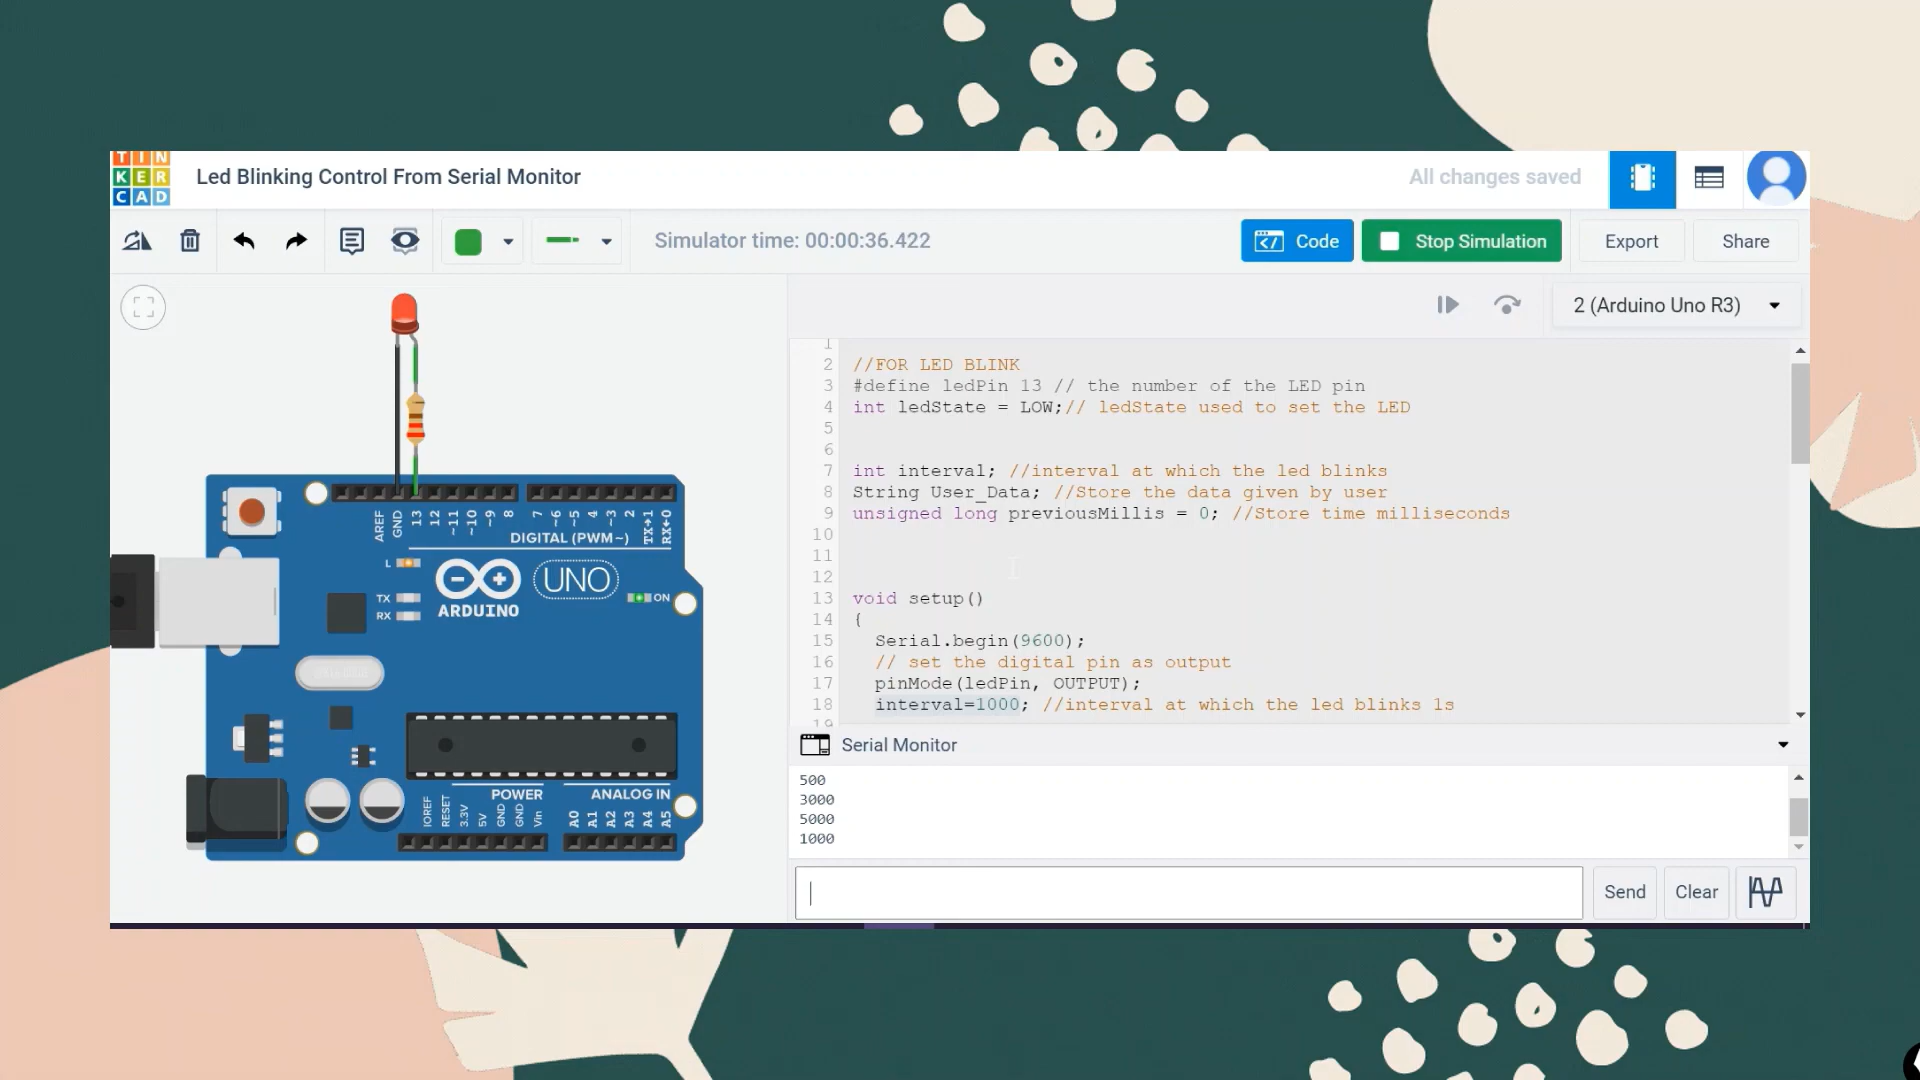 TIN
KER
CAD
Led Blinking Control From Serial Monitor
All changes saved
Simulator time: 00:00:36.422
Code
Stop Simulation
Export
Share
2 (Arduino Uno R3)
1
2 //FOR LED BLINK
3 #define ledPin 13 // the number of the LED pin
4 int ledState = LOW;// ledState used to set the LED
5
6
7 int interval; //interval at which the led blinks
8 String User_Data; //Store the data given by user
9 unsigned long previousMillis = 0; //Store time milliseconds
10
11
12
13 void setup()
14 {
15 Serial.begin(9600);
16 // set the digital pin as output
17 pinMode(ledPin, OUTPUT);
18 interval=1000; //interval at which the led blinks 1s
19
Serial Monitor
500
3000
5000
1000
Send
Clear
AREF
GND
13
12
~11
~10
~9
8
7
~6
~5
4
~3
2
TX→1
RX←0
DIGITAL (PWM~)
L
TX
RX
ARDUINO
UNO
ON
POWER
ANALOG IN
IOREF
RESET
3.3V
5V
GND
GND
Vin
A0
A1
A2
A3
A4
A5